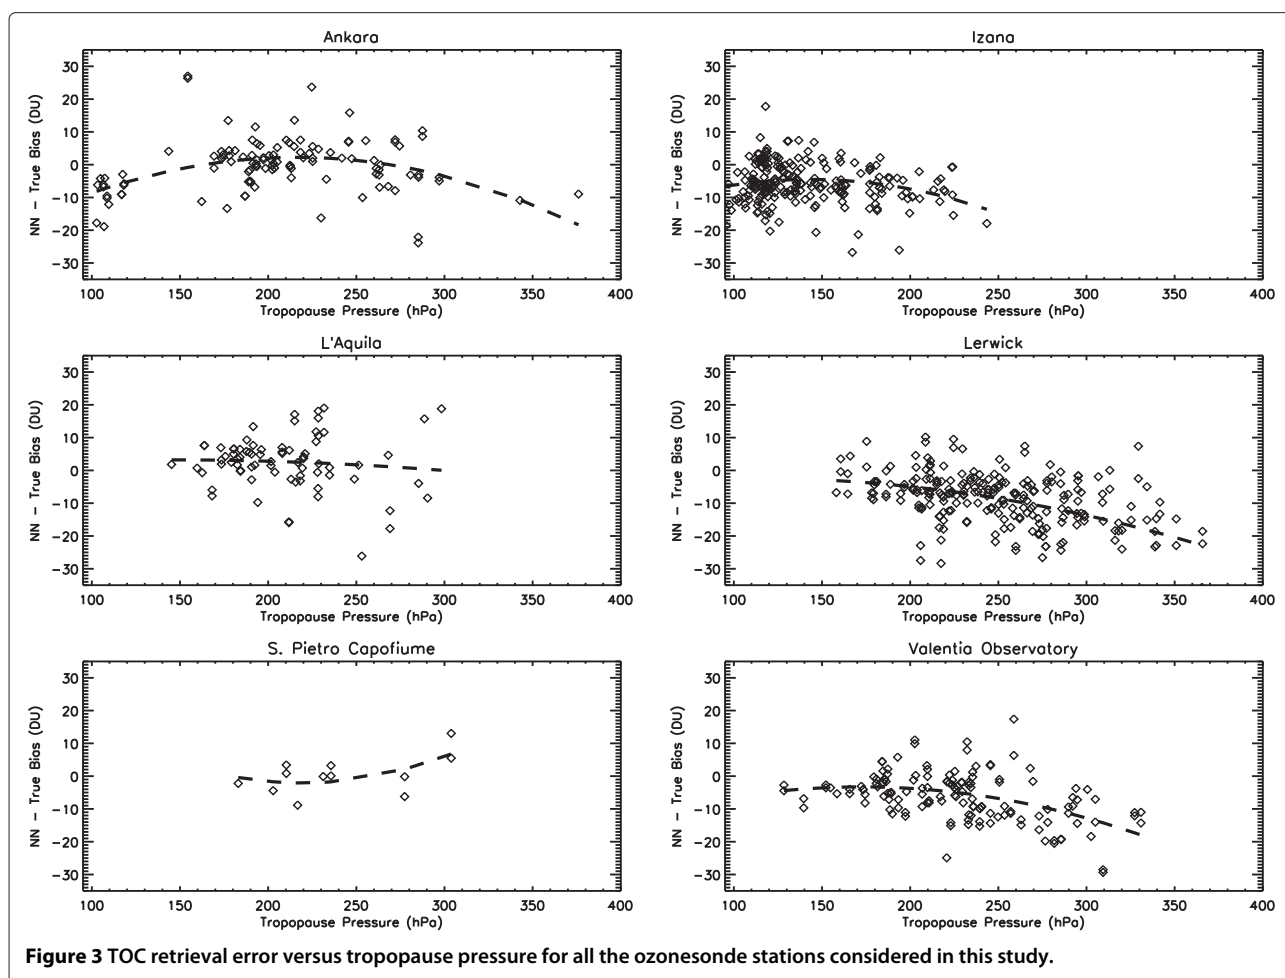 Ankara
30
20
10
0
−10
−20
−30
NN − True Bias (DU)
100 150 200 250 300 350 400
Tropopause Pressure (hPa)
Izana
30
20
10
0
−10
−20
−30
NN − True Bias (DU)
100 150 200 250 300 350 400
Tropopause Pressure (hPa)
L'Aquila
30
20
10
0
−10
−20
−30
NN − True Bias (DU)
100 150 200 250 300 350 400
Tropopause Pressure (hPa)
Lerwick
30
20
10
0
−10
−20
−30
NN − True Bias (DU)
100 150 200 250 300 350 400
Tropopause Pressure (hPa)
S. Pietro Capofiume
30
20
10
0
−10
−20
−30
NN − True Bias (DU)
100 150 200 250 300 350 400
Tropopause Pressure (hPa)
Valentia Observatory
30
20
10
0
−10
−20
−30
NN − True Bias (DU)
100 150 200 250 300 350 400
Tropopause Pressure (hPa)
Figure 3 TOC retrieval error versus tropopause pressure for all the ozonesonde stations considered in this study.